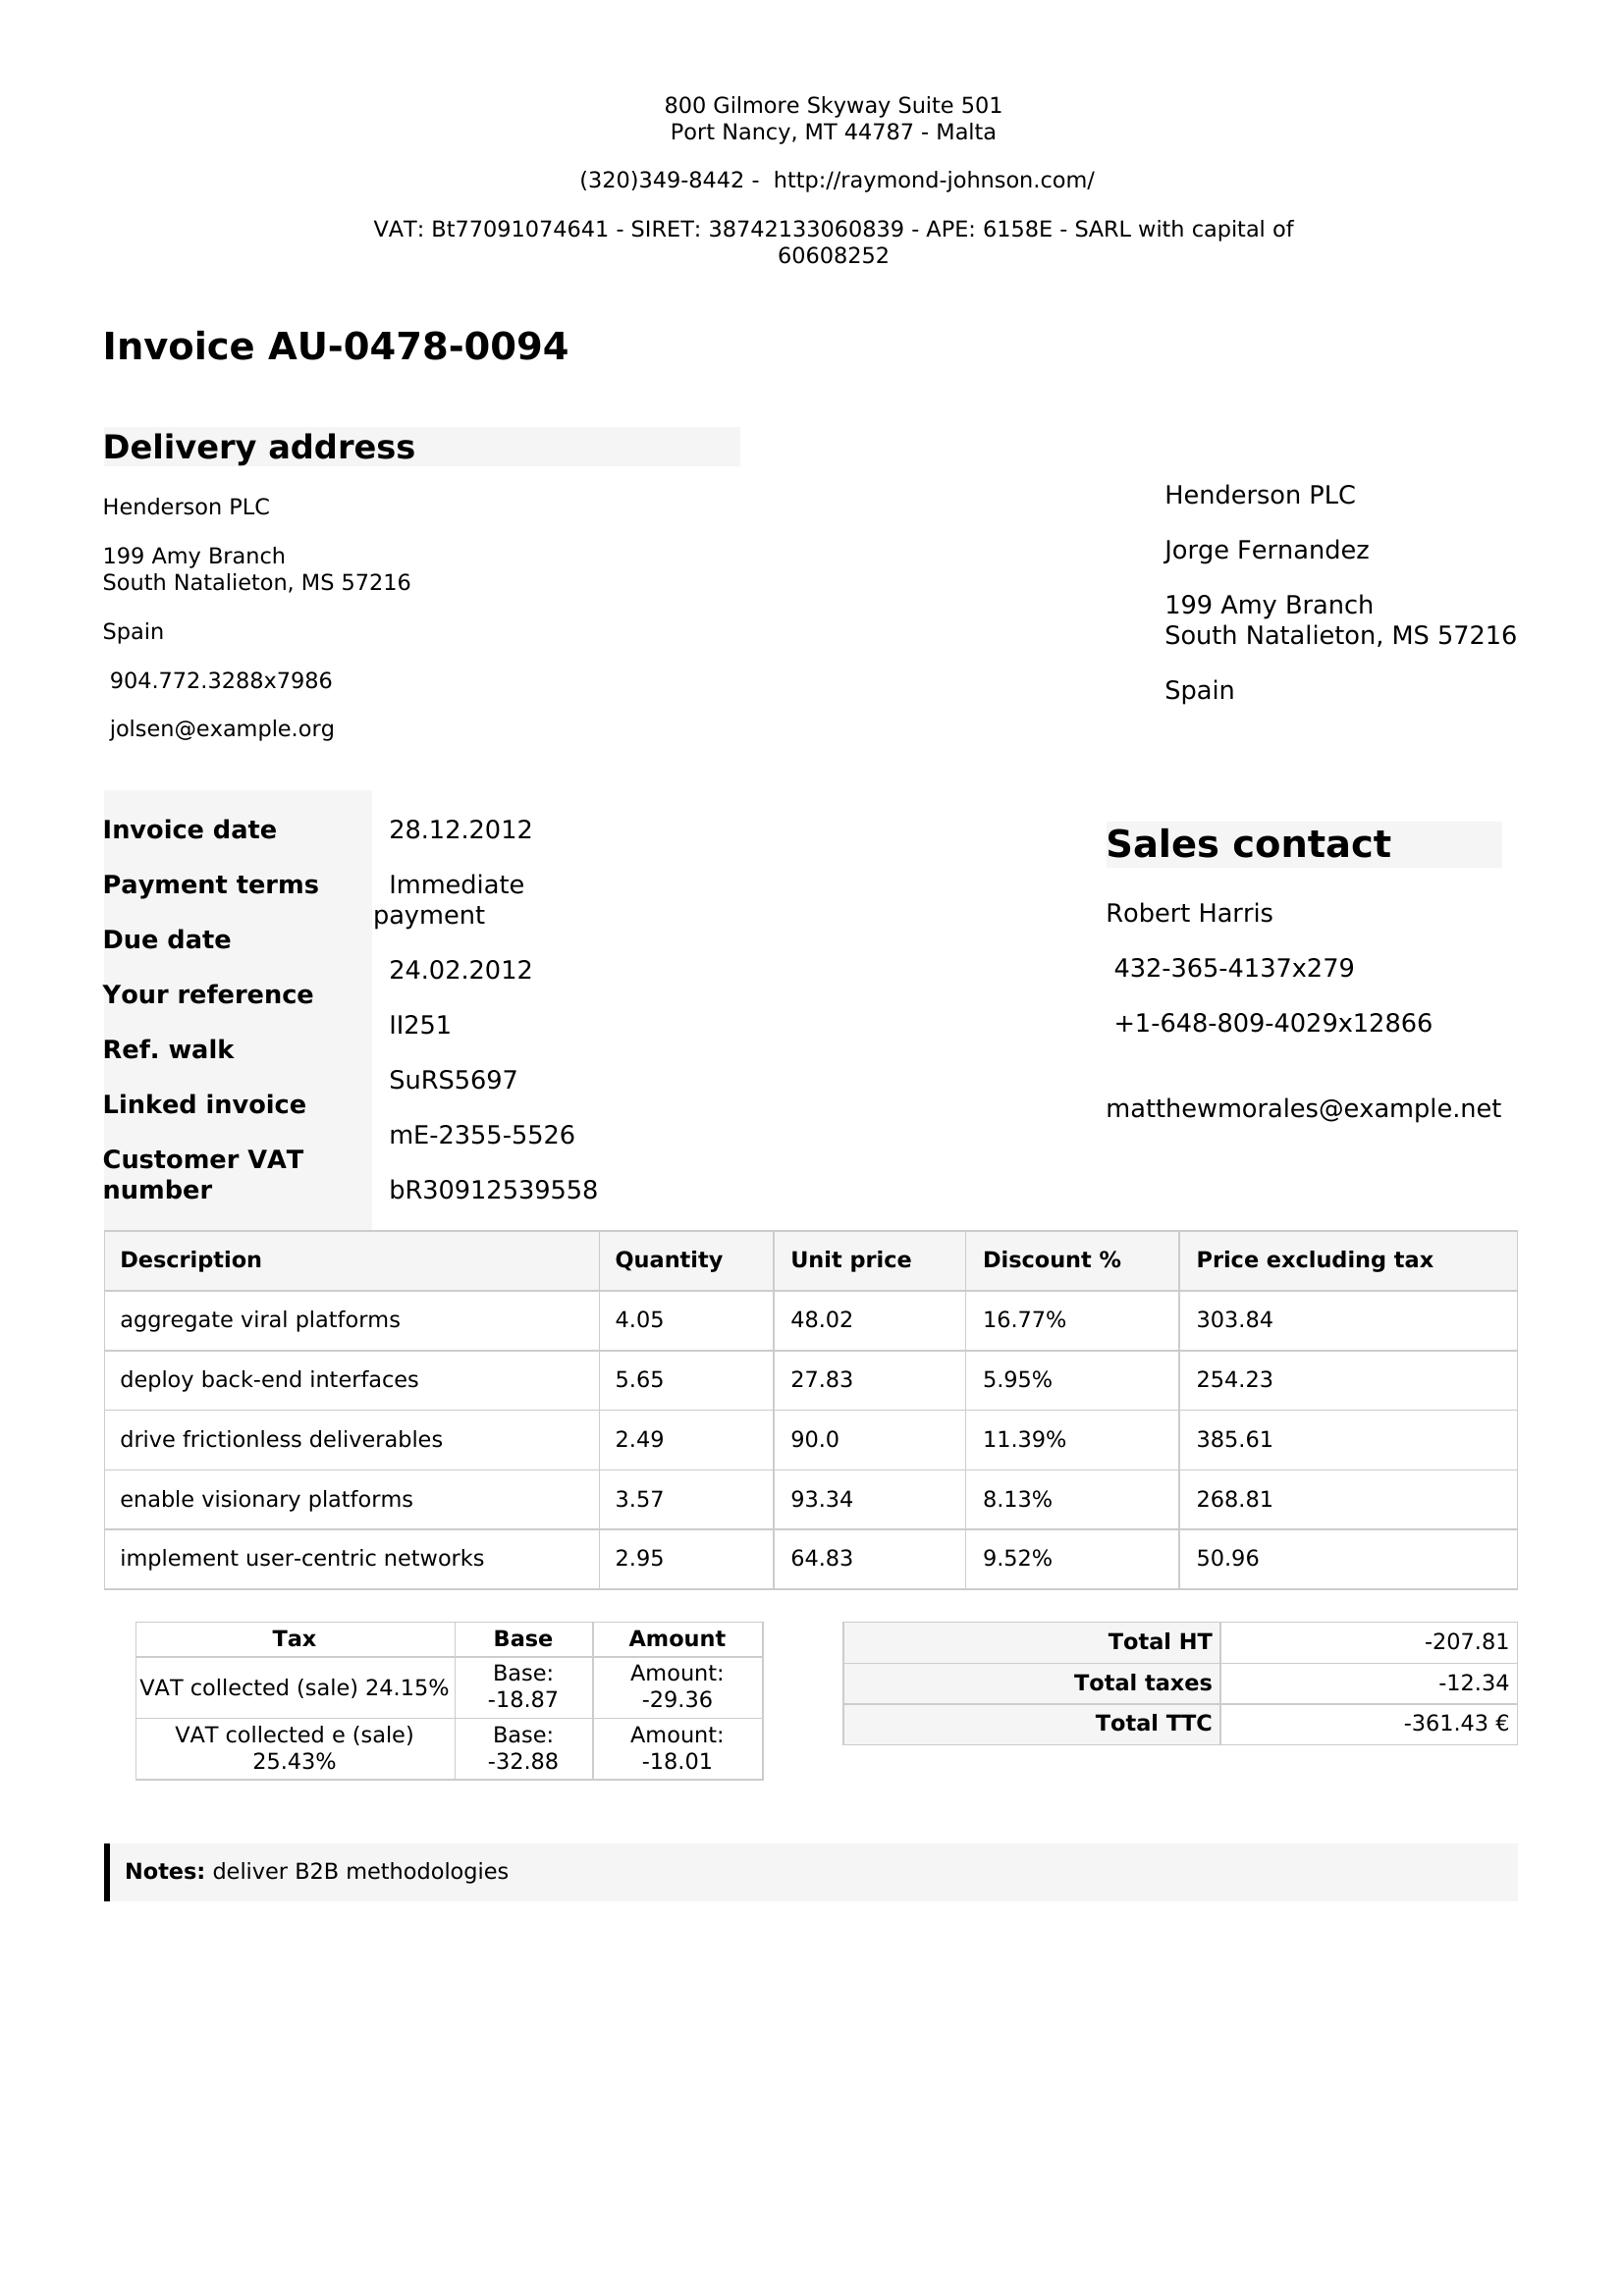 800 Gilmore Skyway Suite 501
Port Nancy, MT 44787 - Malta
(320)349-8442 - http://raymond-johnson.com/
VAT: Bt77091074641 - SIRET: 38742133060839 - APE: 6158E - SARL with capital of
60608252
Invoice AU-0478-0094
Delivery address
Henderson PLC
199 Amy Branch
South Natalieton, MS 57216
Spain
904.772.3288x7986
jolsen@example.org
Henderson PLC
Jorge Fernandez
199 Amy Branch
South Natalieton, MS 57216
Spain
Invoice date
Payment terms
Due date
Your reference
Ref. walk
Linked invoice
Customer VAT
number
28.12.2012
Immediate
payment
24.02.2012
II251
SuRS5697
mE-2355-5526
bR30912539558
Sales contact
Robert Harris
432-365-4137x279
+1-648-809-4029x12866
matthewmorales@example.net
Description Quantity Unit price Discount % Price excluding tax
aggregate viral platforms 4.05 48.02 16.77% 303.84
deploy back-end interfaces 5.65 27.83 5.95% 254.23
drive frictionless deliverables 2.49 90.0 11.39% 385.61
enable visionary platforms 3.57 93.34 8.13% 268.81
implement user-centric networks 2.95 64.83 9.52% 50.96
Tax Base Amount
VAT collected (sale) 24.15% Base: -18.87 Amount: -29.36
VAT collected e (sale) 25.43% Base: -32.88 Amount: -18.01
Total HT -207.81
Total taxes -12.34
Total TTC -361.43 €
Notes: deliver B2B methodologies